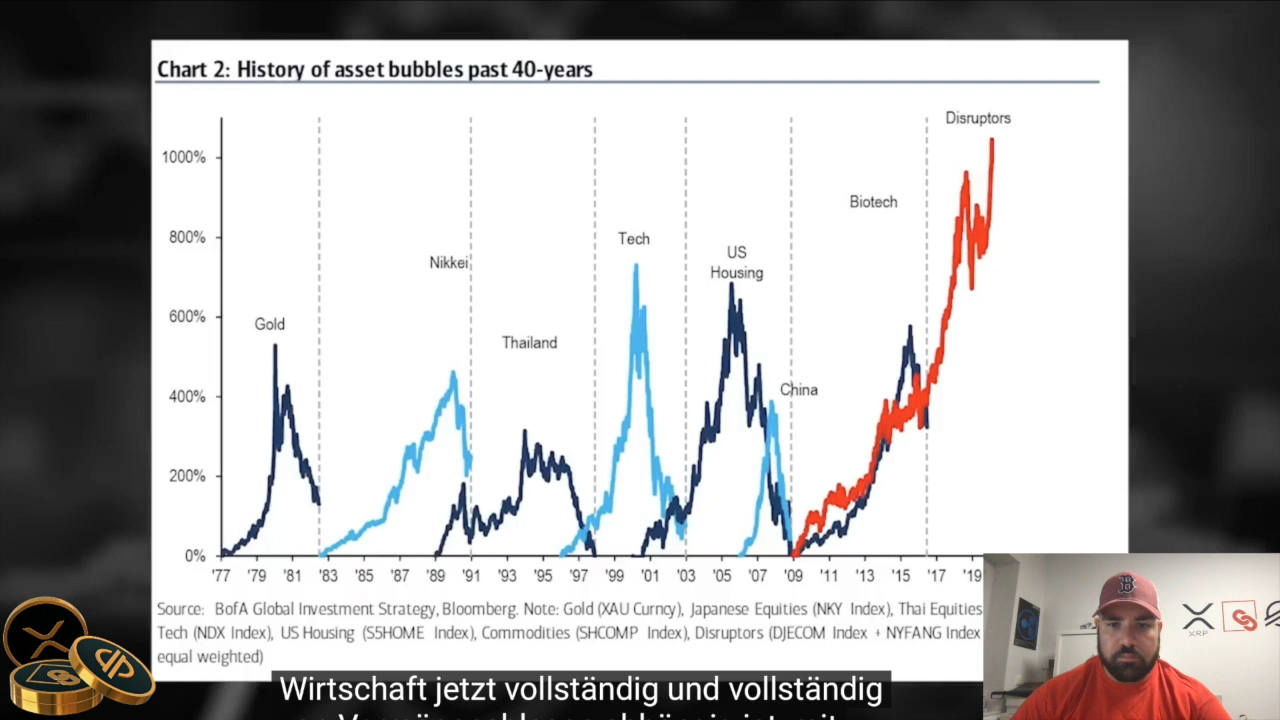 Chart 2: History of asset bubbles past 40-years
Disruptors
1000%
Biotech
800%
Tech
US
Housing
Nikkei
600%
Gold
Thailand
400%
China
200%
0%
'77 '79 '81 '83 '85 '87 '89 '91 '93 '95 '97 '99 '01 '03 '05 '07 '09 '11 '13 '15 '17 '19
Source: BofA Global Investment Strategy, Bloomberg. Note: Gold (XAU Curncy), Japanese Equities (NKY Index), Thai Equities
Tech (NDX Index), US Housing (S5HOME Index), Commodities (SHCOMP Index), Disruptors (DJECOM Index + NYFANG Index
equal weighted)
XRP
B
Wirtschaft jetzt vollständig und vollständig